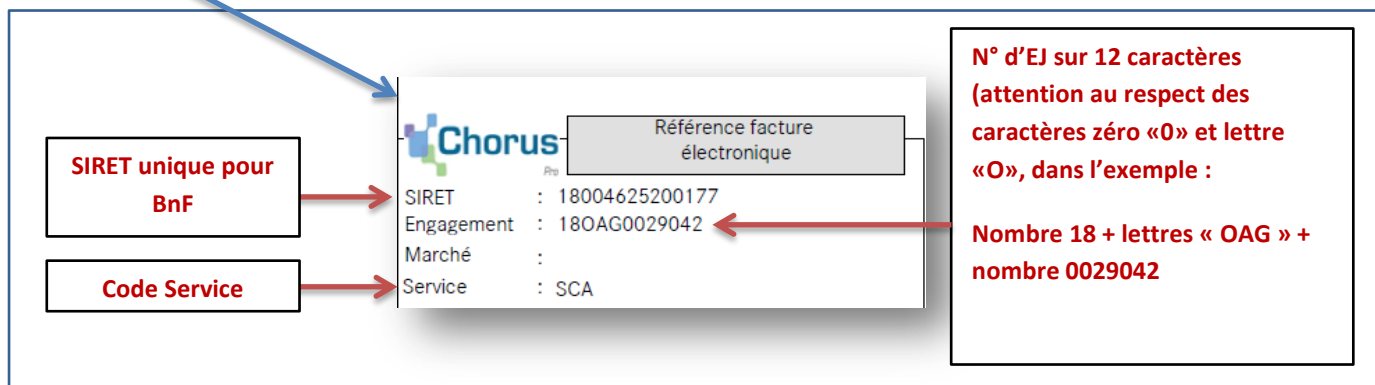 SIRET unique pour
BnF
Code Service
Chorus
Pro
Référence facture
électronique
SIRET : 18004625200177
Engagement : 18OAG0029042
Marché :
Service : SCA
N° d’EJ sur 12 caractères
(attention au respect des
caractères zéro «0» et lettre
«O», dans l’exemple :
Nombre 18 + lettres « OAG » +
nombre 0029042